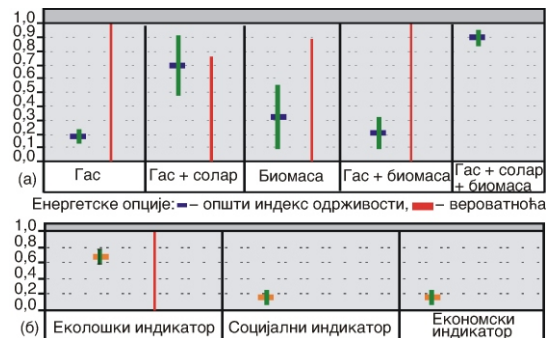 1,0
0,9
0,8
0,7
0,6
0,5
0,4
0,3
0,2
0,1
0,0
(а)
Гас
Гас + солар
Биомаса
Гас + биомаса
Гас + солар
+ биомаса
Енергетске опције: – општи индекс одрживости, – вероватноћа
1,0
0,8
0,6
0,4
0,2
0,0
(б)
Еколошки индикатор
Социјални индикатор
Економски
индикатор